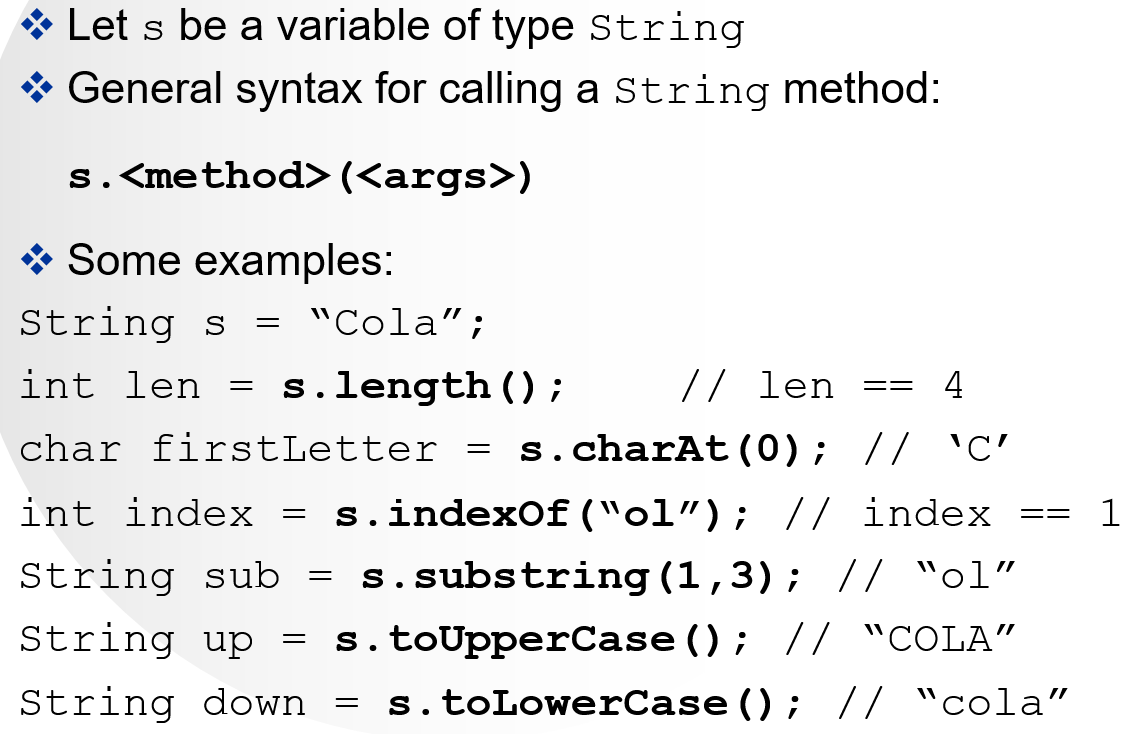 ❖ Let s be a variable of type String
❖ General syntax for calling a String method:
s.<method>(<args>)
❖ Some examples:
String s = “Cola”;
int len = s.length();    // len == 4
char firstLetter = s.charAt(0); // ‘C’
int index = s.indexOf(“ol”); // index == 1
String sub = s.substring(1,3); // “ol”
String up = s.toUpperCase(); // “COLA”
String down = s.toLowerCase(); // “cola”